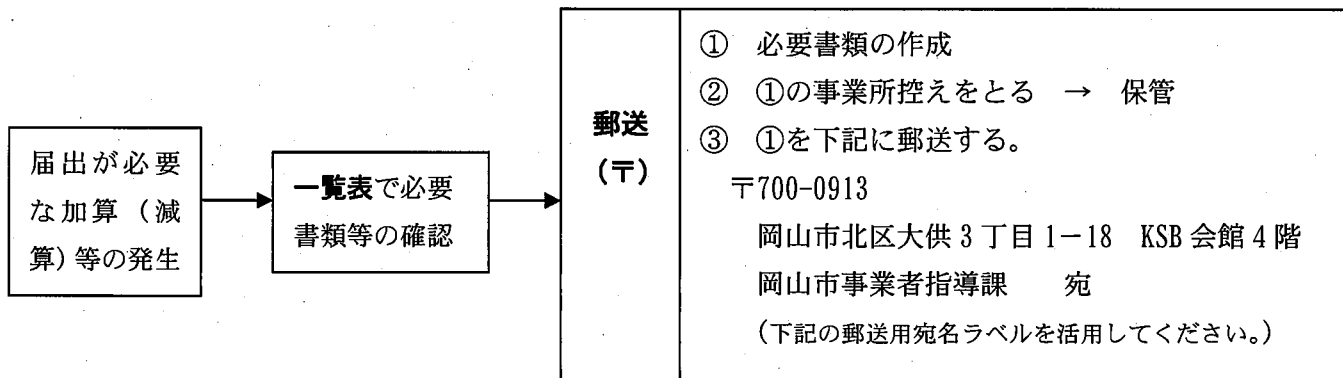 届出が必要
な加算（減
算）等の発生
一覧表で必要
書類等の確認
郵送
（〒）
① 必要書類の作成
② ①の事業所控えをとる → 保管
③ ①を下記に郵送する。
〒700-0913
岡山市北区大供３丁目１－18 KSB会館４階
岡山市事業者指導課 宛
（下記の郵送用宛名ラベルを活用してください。）